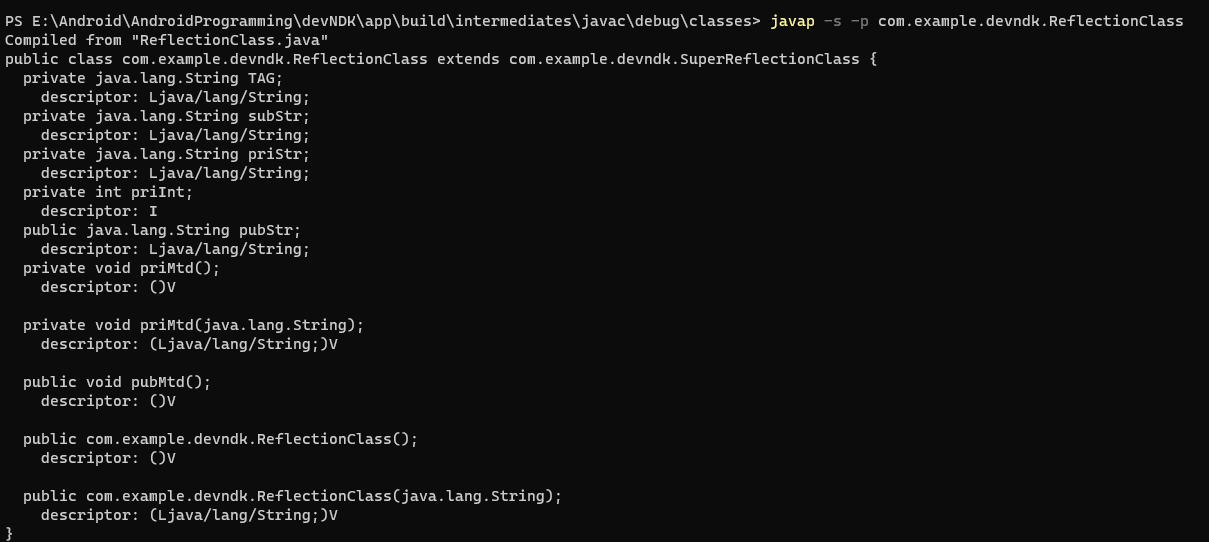 PS E:\Android\AndroidProgramming\devNDK\app\build\intermediates\javac\debug\classes> javap -s -p com.example.devndk.ReflectionClass
Compiled from "ReflectionClass.java"
public class com.example.devndk.ReflectionClass extends com.example.devndk.SuperReflectionClass {
  private java.lang.String TAG;
    descriptor: Ljava/lang/String;
  private java.lang.String subStr;
    descriptor: Ljava/lang/String;
  private java.lang.String priStr;
    descriptor: Ljava/lang/String;
  private int priInt;
    descriptor: I
  public java.lang.String pubStr;
    descriptor: Ljava/lang/String;
  private void priMtd();
    descriptor: ()V

  private void priMtd(java.lang.String);
    descriptor: (Ljava/lang/String;)V

  public void pubMtd();
    descriptor: ()V

  public com.example.devndk.ReflectionClass();
    descriptor: ()V

  public com.example.devndk.ReflectionClass(java.lang.String);
    descriptor: (Ljava/lang/String;)V
}